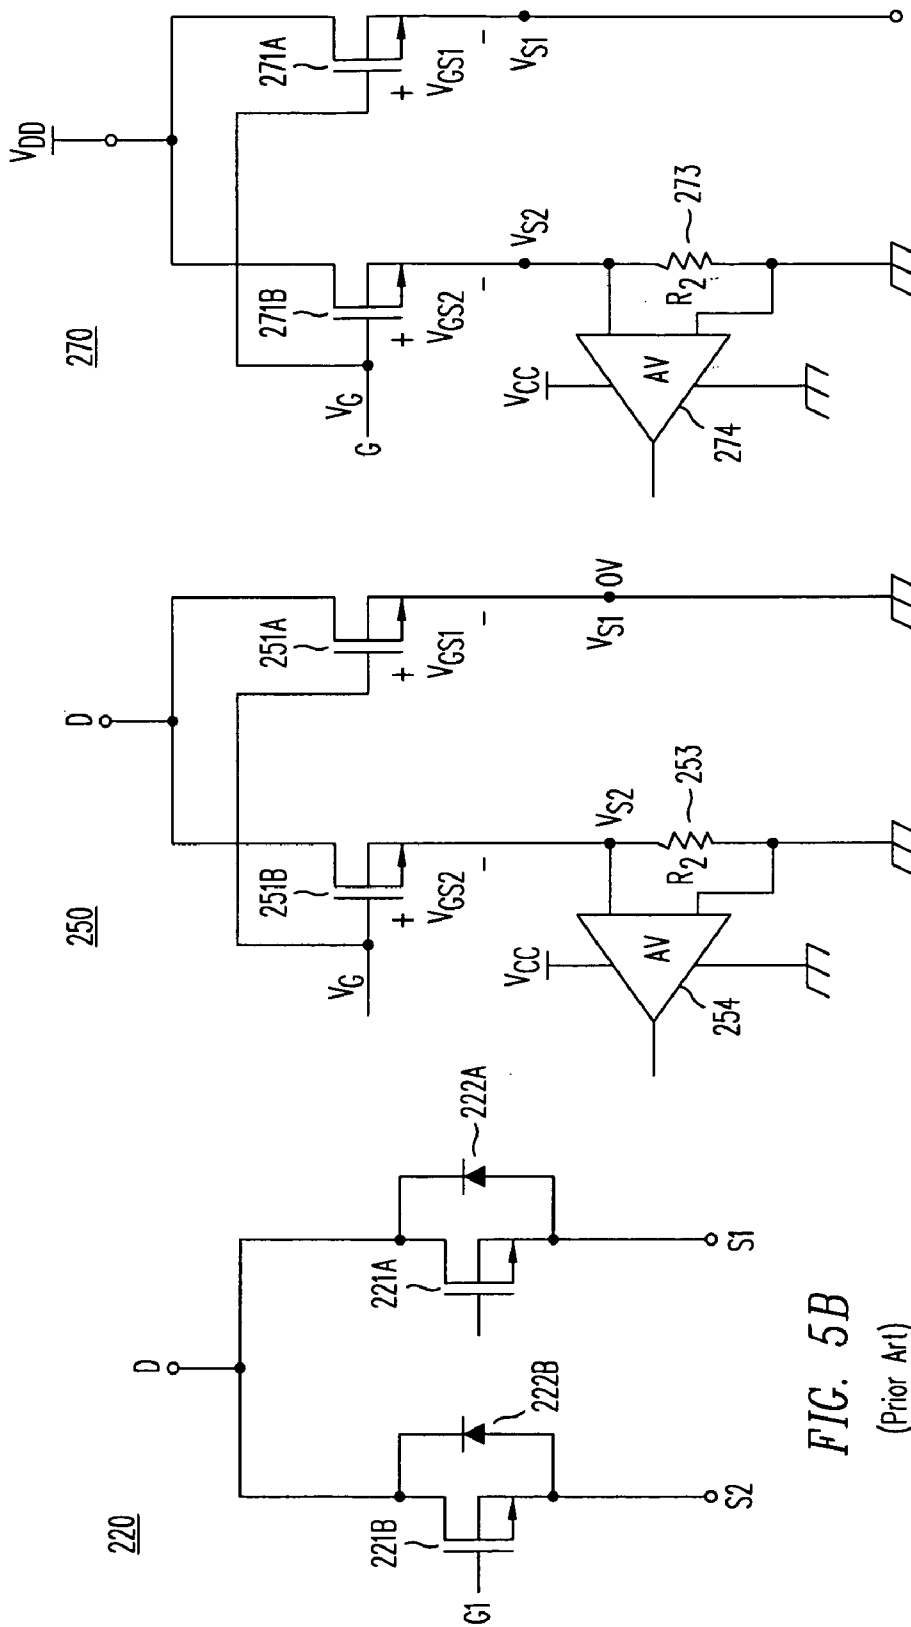 220
D
221B
222B
221A
222A
G1
S2
S1
FIG. 5B
(Prior Art)
250
D
251B
251A
VG
+
VGS2
-
+
VGS1
-
VCC
VS2
VS1
0V
AV
R2
253
254
270
VDD
271B
271A
VG
G
+
VGS2
-
+
VGS1
-
VCC
VS2
VS1
AV
R2
273
274